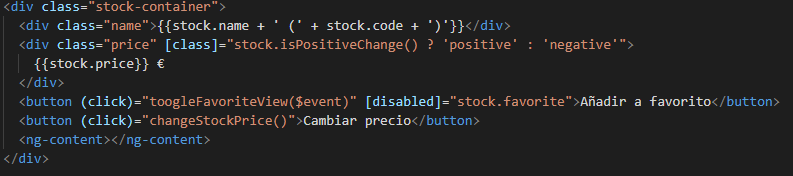 <div class="stock-container">
<div class="name">{{stock.name + ' (' + stock.code + ')'}}</div>
<div class="price" [class]="stock.isPositiveChange() ? 'positive' : 'negative'">
{{stock.price}} €
</div>
<button (click)="toogleFavoriteView($event)" [disabled]="stock.favorite">Añadir a favorito</button>
<button (click)="changeStockPrice()">Cambiar precio</button>
<ng-content></ng-content>
</div>